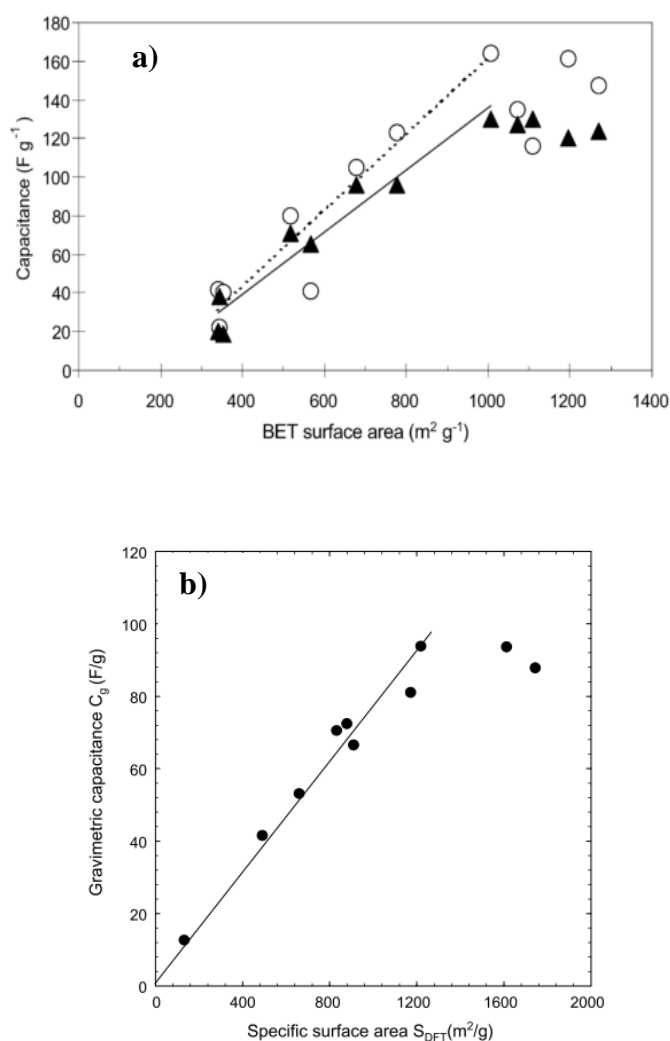 a)
Capacitance (F g⁻¹)
180
160
140
120
100
80
60
40
20
0
0 200 400 600 800 1000 1200 1400
BET surface area (m² g⁻¹)
b)
Gravimetric capacitance C_g (F/g)
120
100
80
60
40
20
0
0 400 800 1200 1600 2000
Specific surface area S_DFT(m²/g)